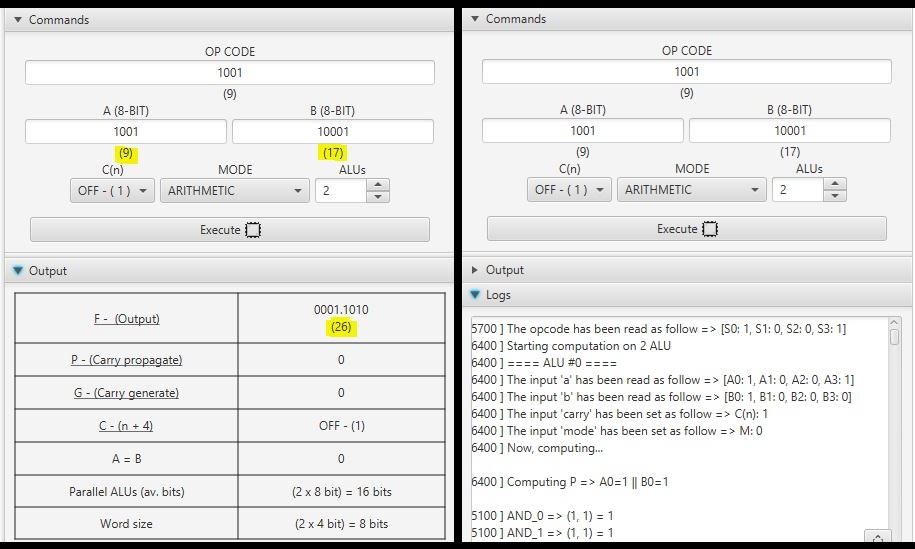 Commands
OP CODE
1001
(9)
A (8-BIT) B (8-BIT)
1001 10001
(9) (17)
C(n) MODE ALUs
OFF - ( 1 ) ARITHMETIC 2
Execute
Output
F - (Output) 0001.1010
(26)
P - (Carry propagate) 0
G - (Carry generate) 0
C - (n + 4) OFF - (1)
A = B 0
Parallel ALUs (av. bits) (2 x 8 bit) = 16 bits
Word size (2 x 4 bit) = 8 bits
Commands
OP CODE
1001
(9)
A (8-BIT) B (8-BIT)
1001 10001
(9) (17)
C(n) MODE ALUs
OFF - ( 1 ) ARITHMETIC 2
Execute
Output
Logs
5700 ] The opcode has been read as follow => [S0: 1, S1: 0, S2: 0, S3: 1]
6400 ] Starting computation on 2 ALU
6400 ] ==== ALU #0 ====
6400 ] The input 'a' has been read as follow => [A0: 1, A1: 0, A2: 0, A3: 1]
6400 ] The input 'b' has been read as follow => [B0: 1, B1: 0, B2: 0, B3: 0]
6400 ] The input 'carry' has been set as follow => C(n): 1
6400 ] The input 'mode' has been set as follow => M: 0
6400 ] Now, computing...
6400 ] Computing P => A0=1 || B0=1
5100 ] AND_0 => (1, 1) = 1
5100 ] AND_1 => (1, 1) = 1